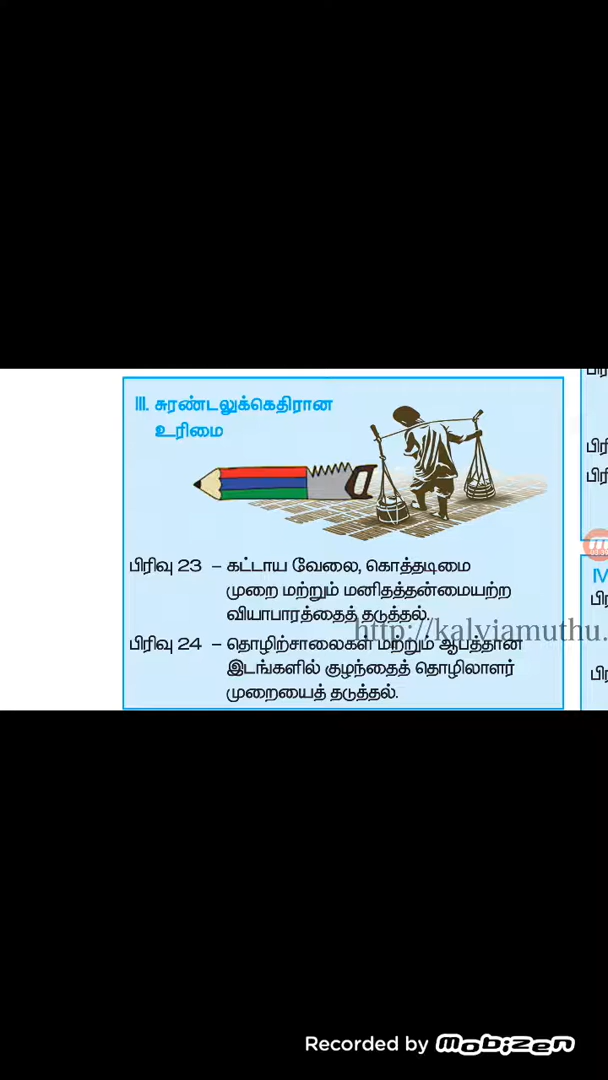 III. சுரண்டலுக்கெதிரான
உரிமை
பிரிவு 23 – கட்டாய வேலை, கொத்தடிமை
முறை மற்றும் மனிதத்தன்மையற்ற
வியாபாரத்தைத் தடுத்தல்.
http://kalviamuthu.
பிரிவு 24 – தொழிற்சாலைகள் மற்றும் ஆபத்தான
இடங்களில் குழந்தைத் தொழிலாளர்
முறையைத் தடுத்தல்.
IV
Recorded by mobizen